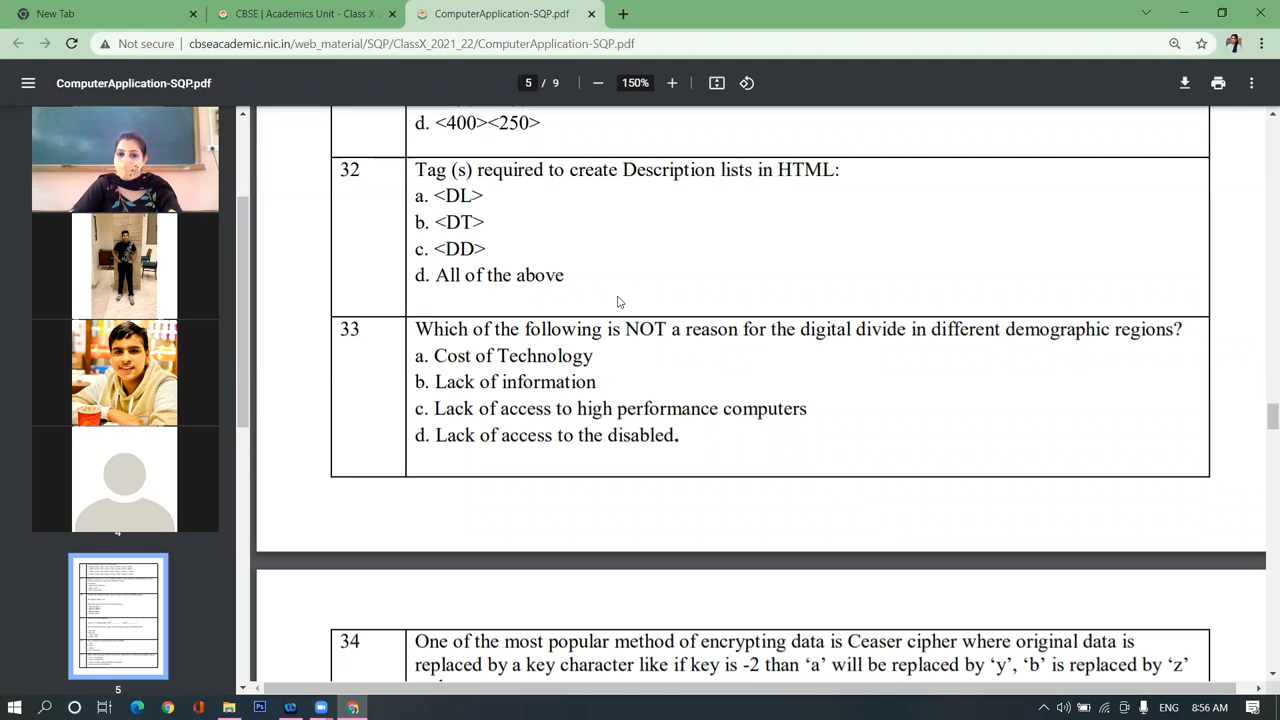 New Tab
CBSE | Academics Unit - Class X
ComputerApplication-SQP.pdf
Not secure
cbseacademic.nic.in/web_material/SQP/ClassX_2021_22/ComputerApplication-SQP.pdf
ComputerApplication-SQP.pdf
5 / 9
150%
d. <400><250>
32
Tag (s) required to create Description lists in HTML:
a. <DL>
b. <DT>
c. <DD>
d. All of the above
33
Which of the following is NOT a reason for the digital divide in different demographic regions?
a. Cost of Technology
b. Lack of information
c. Lack of access to high performance computers
d. Lack of access to the disabled.
4
5
34
One of the most popular method of encrypting data is Ceaser cipher where original data is
replaced by a key character like if key is -2 than ‘a’ will be replaced by ‘y’, ‘b’ is replaced by ‘z’
8:56 AM